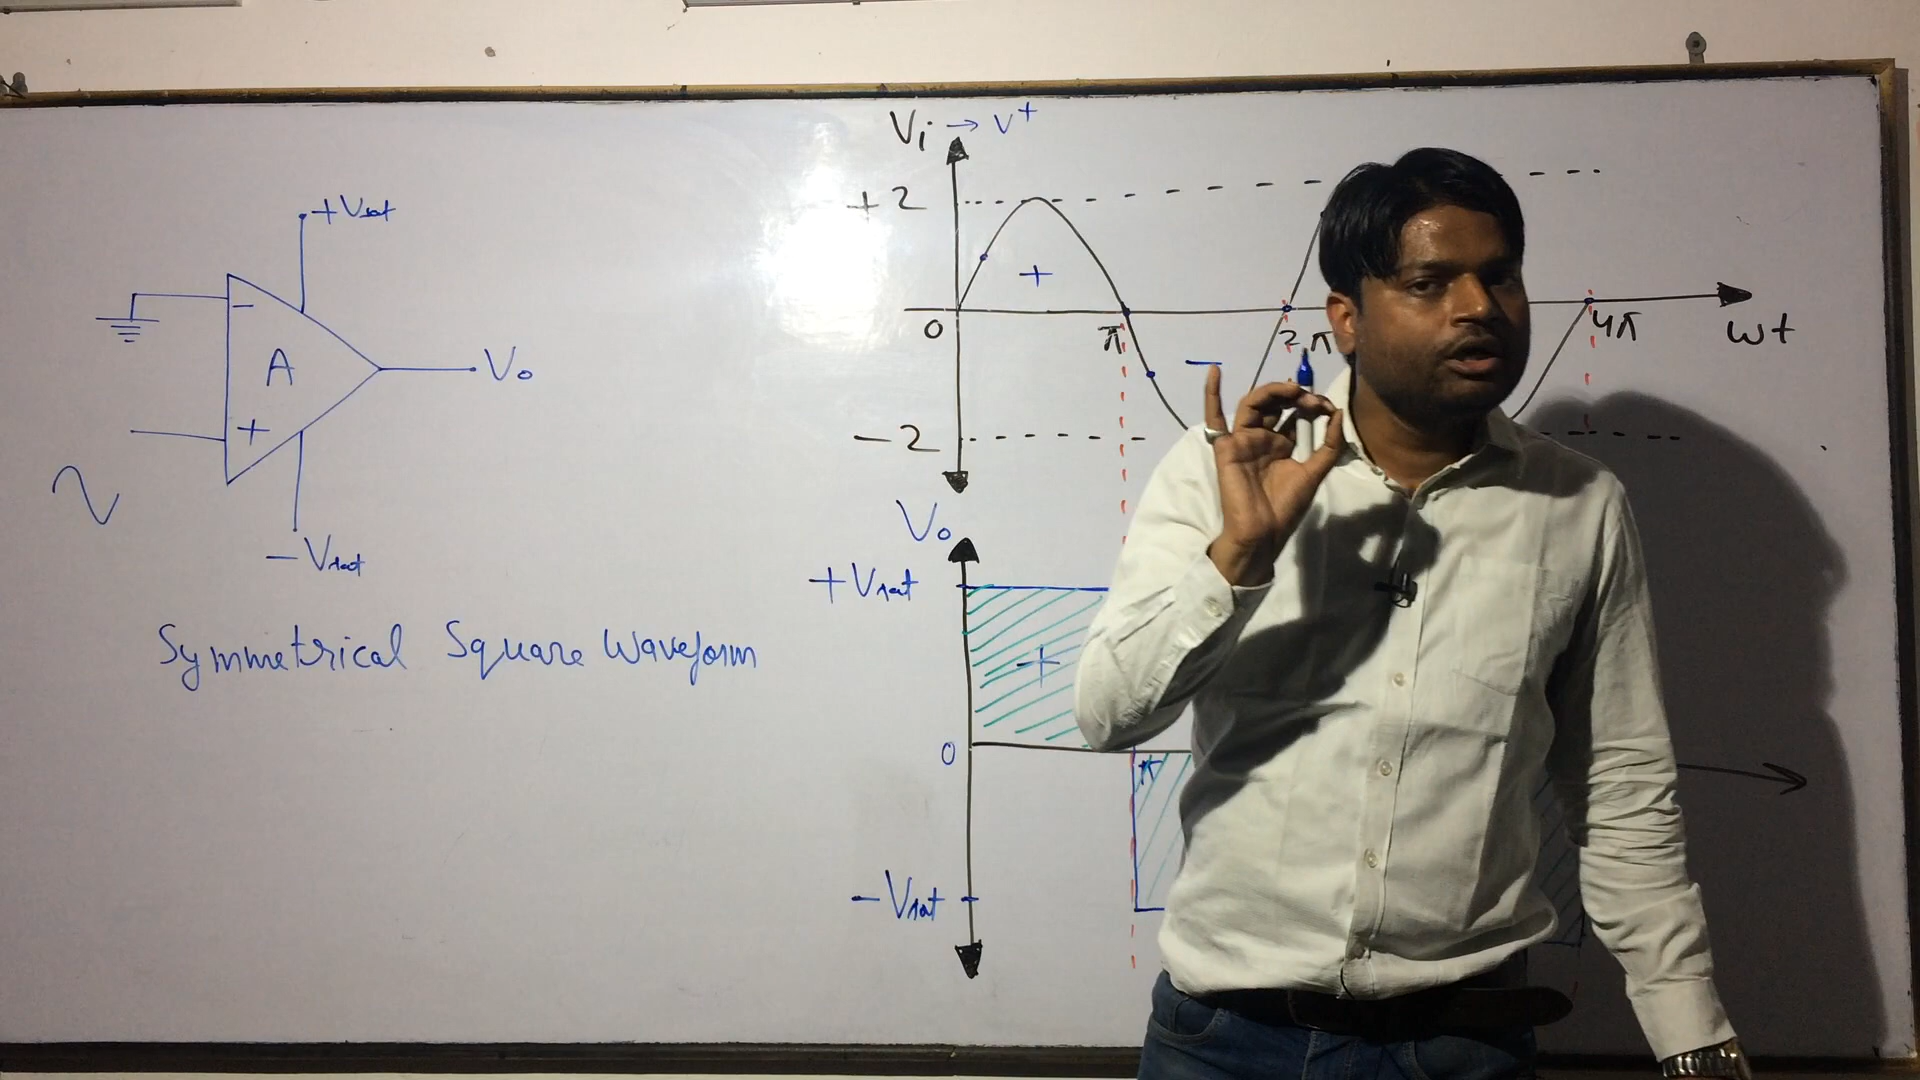 +Vsat
−
A
+
Vo
−Vsat
Symmetrical Square Waveform
Vi → V+
+2
+
0
π
2π
4π
ωt
−
−2
Vo
+Vsat
+
0
π
−Vsat